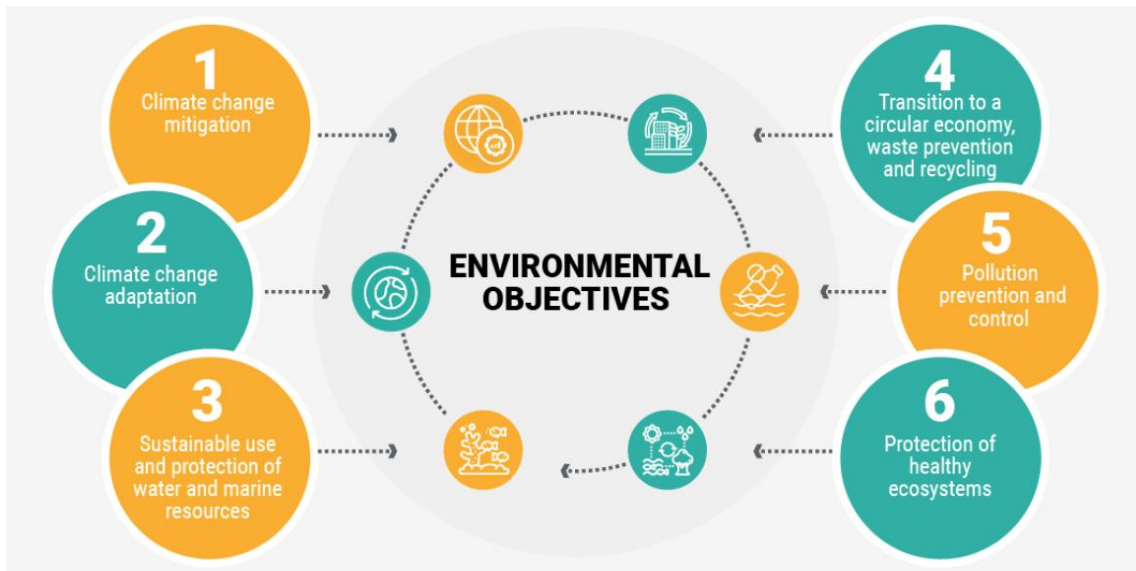 1
Climate change
mitigation
2
Climate change
adaptation
3
Sustainable use
and protection of
water and marine
resources
ENVIRONMENTAL
OBJECTIVES
4
Transition to a
circular economy,
waste prevention
and recycling
5
Pollution
prevention and
control
6
Protection of
healthy
ecosystems